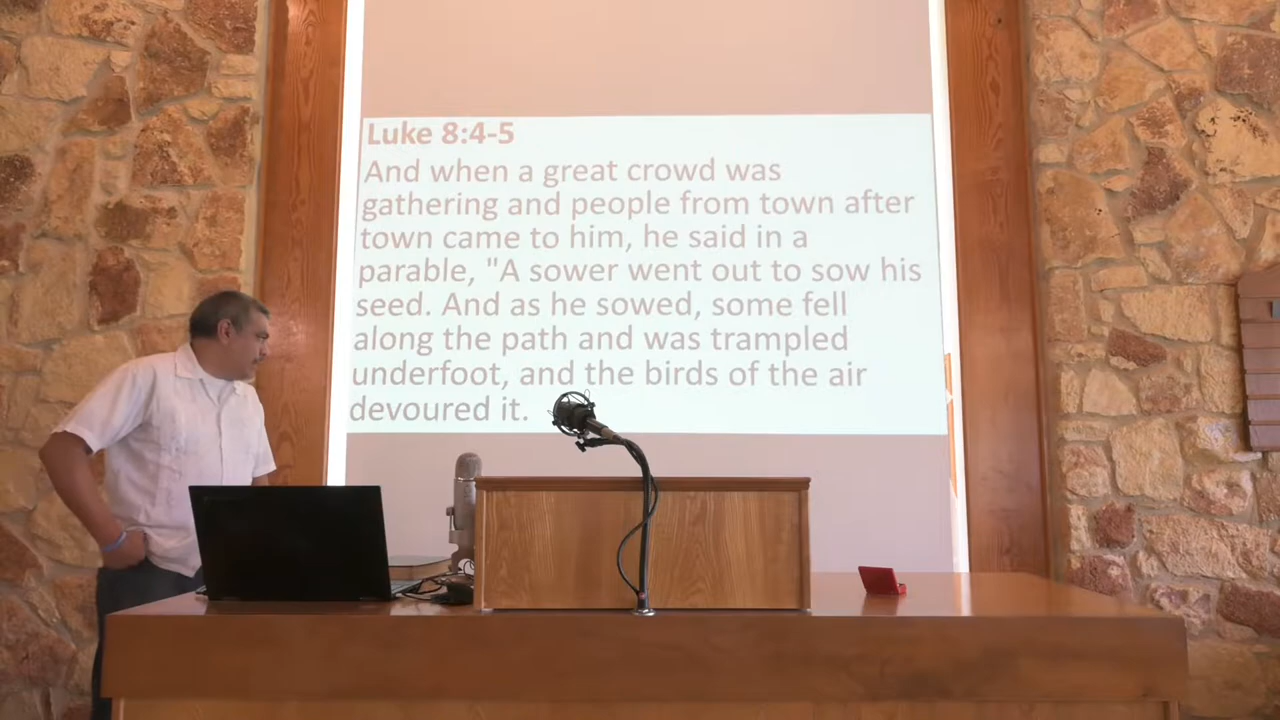 Luke 8:4-5
And when a great crowd was
gathering and people from town after
town came to him, he said in a
parable, "A sower went out to sow his
seed. And as he sowed, some fell
along the path and was trampled
underfoot, and the birds of the air
devoured it.